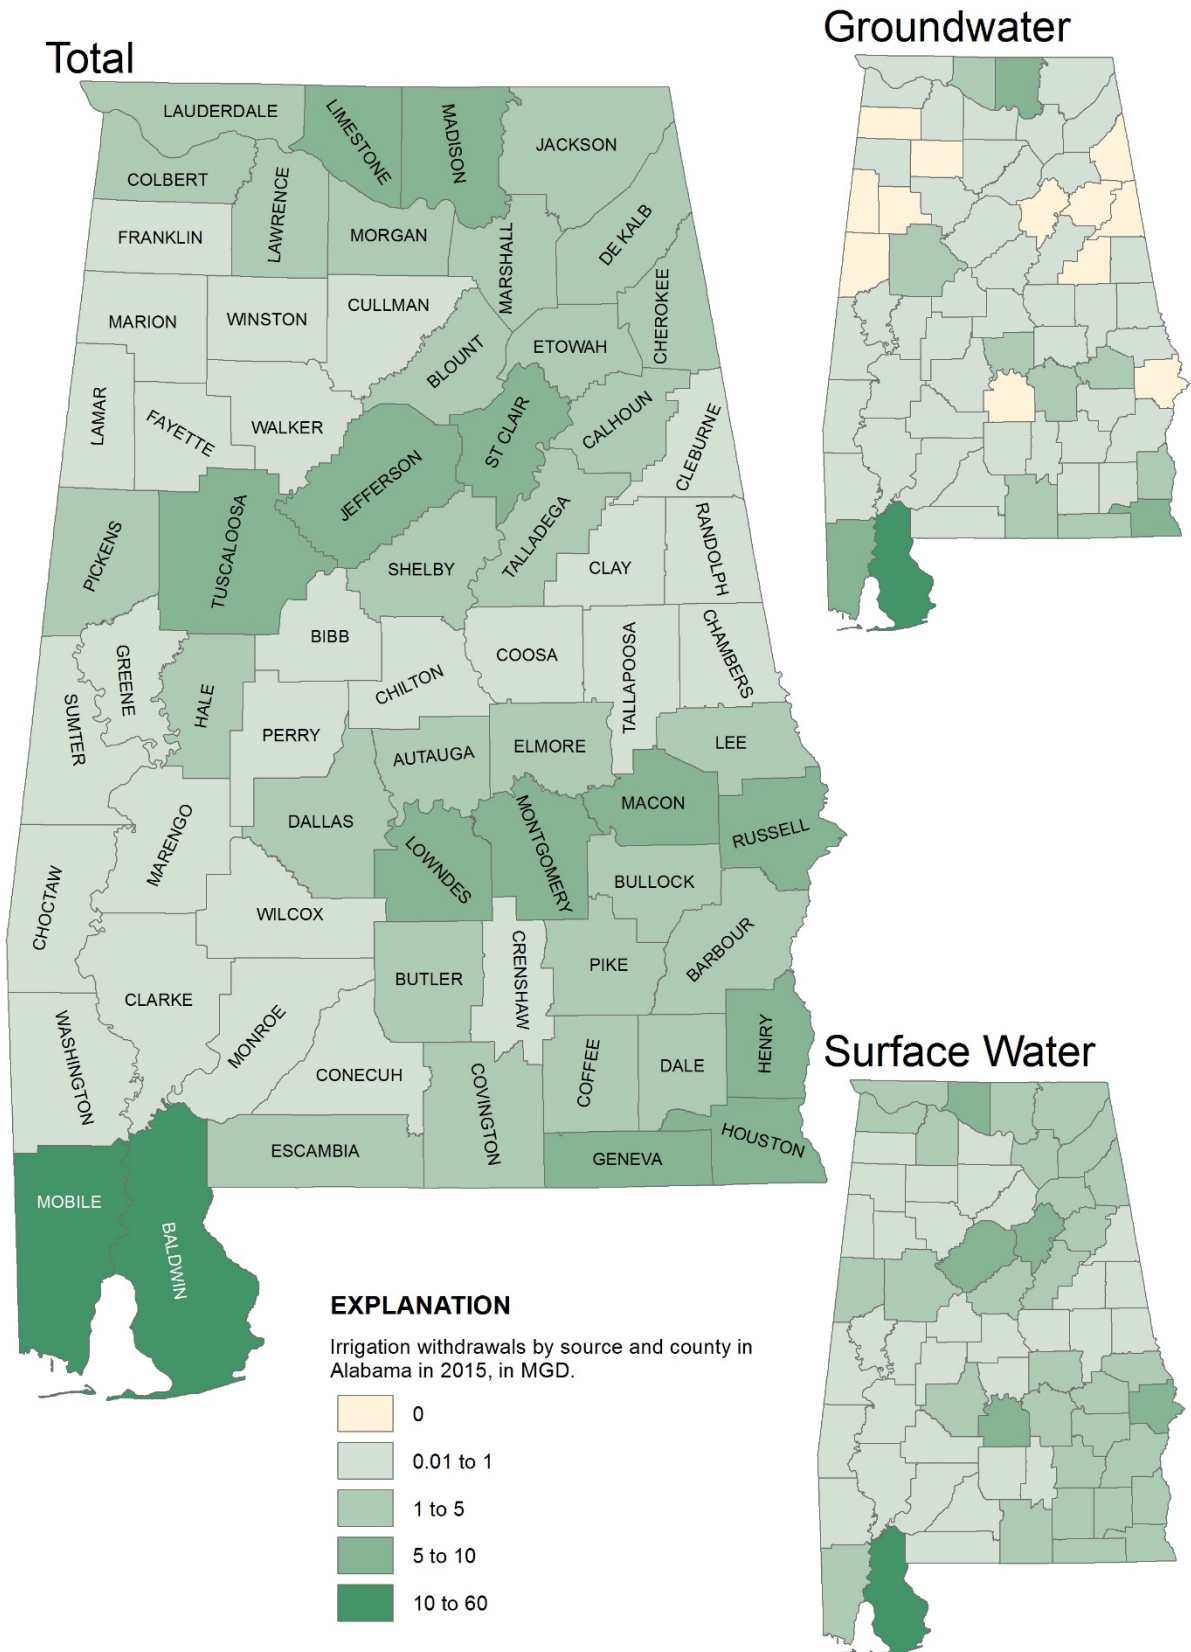 Total
Groundwater
LAUDERDALE
LIMESTONE
MADISON
JACKSON
COLBERT
LAWRENCE
FRANKLIN
MORGAN
MARSHALL
DE KALB
CHEROKEE
MARION
WINSTON
CULLMAN
BLOUNT
ETOWAH
LAMAR
FAYETTE
WALKER
JEFFERSON
ST CLAIR
CALHOUN
CLEBURNE
PICKENS
TUSCALOOSA
SHELBY
TALLADEGA
CLAY
RANDOLPH
BIBB
GREENE
HALE
SUMTER
PERRY
CHILTON
COOSA
TALLAPOOSA
CHAMBERS
AUTAUGA
ELMORE
LEE
MACON
RUSSELL
DALLAS
MARENGO
LOWNDES
MONTGOMERY
BULLOCK
CHOCTAW
WILCOX
BUTLER
CRENSHAW
PIKE
BARBOUR
CLARKE
WASHINGTON
MONROE
CONECUH
COVINGTON
COFFEE
DALE
HENRY
ESCAMBIA
GENEVA
HOUSTON
MOBILE
BALDWIN
Surface Water
EXPLANATION
Irrigation withdrawals by source and county in
Alabama in 2015, in MGD.
0
0.01 to 1
1 to 5
5 to 10
10 to 60